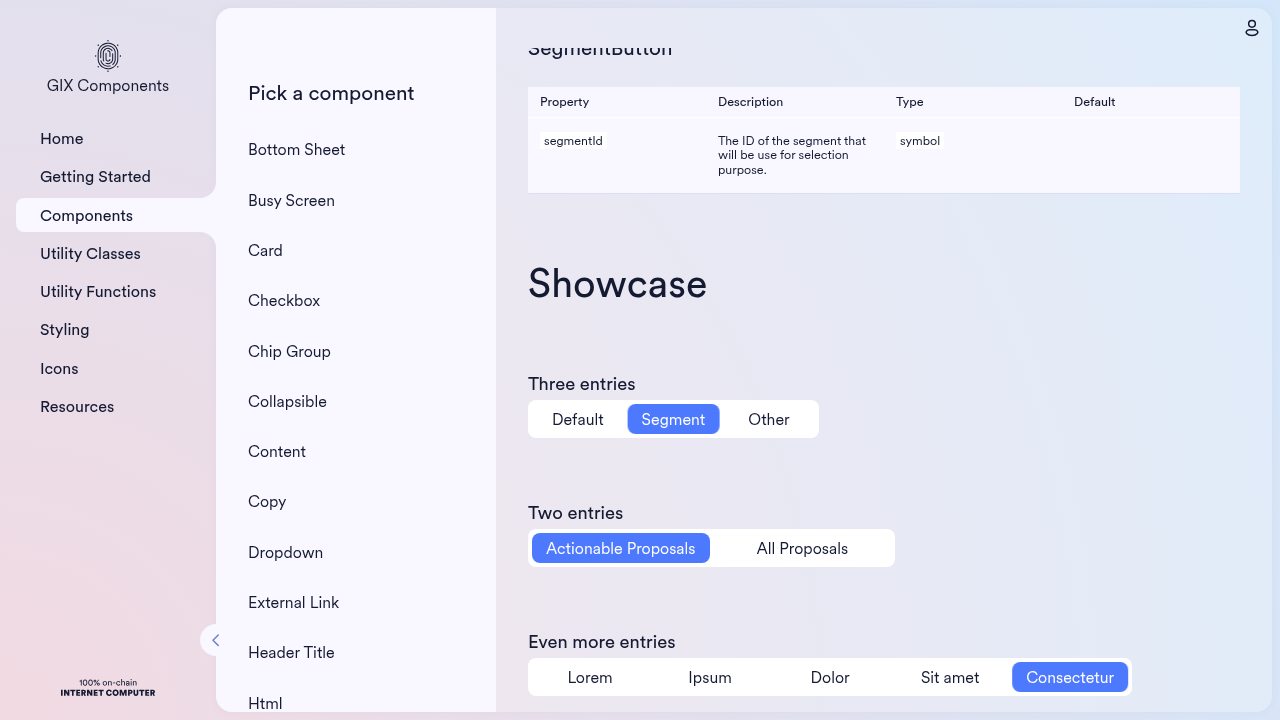 GIX Components
Home
Getting Started
Components
Utility Classes
Utility Functions
Styling
Icons
Resources
100% on-chain
INTERNET COMPUTER
Pick a component
Bottom Sheet
Busy Screen
Card
Checkbox
Chip Group
Collapsible
Content
Copy
Dropdown
External Link
Header Title
Html
SegmentButton
Property Description Type Default
segmentId The ID of the segment that symbol
will be use for selection
purpose.
Showcase
Three entries
Default Segment Other
Two entries
Actionable Proposals All Proposals
Even more entries
Lorem Ipsum Dolor Sit amet Consectetur